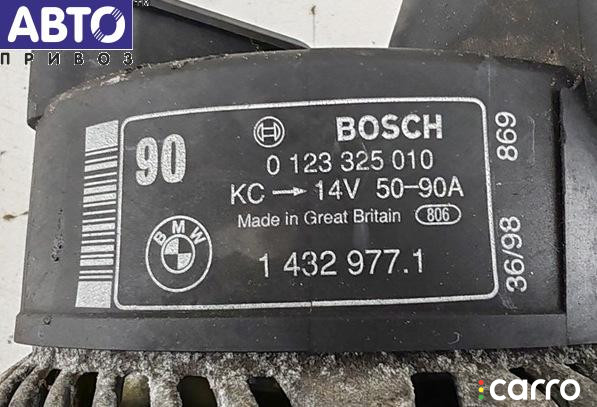 АВТО
ПРИВОЗ
90
BOSCH
0 123 325 010
KC → 14V 50-90A
Made in Great Britain 806
BMW
1 432 977.1
36/98 869
carro